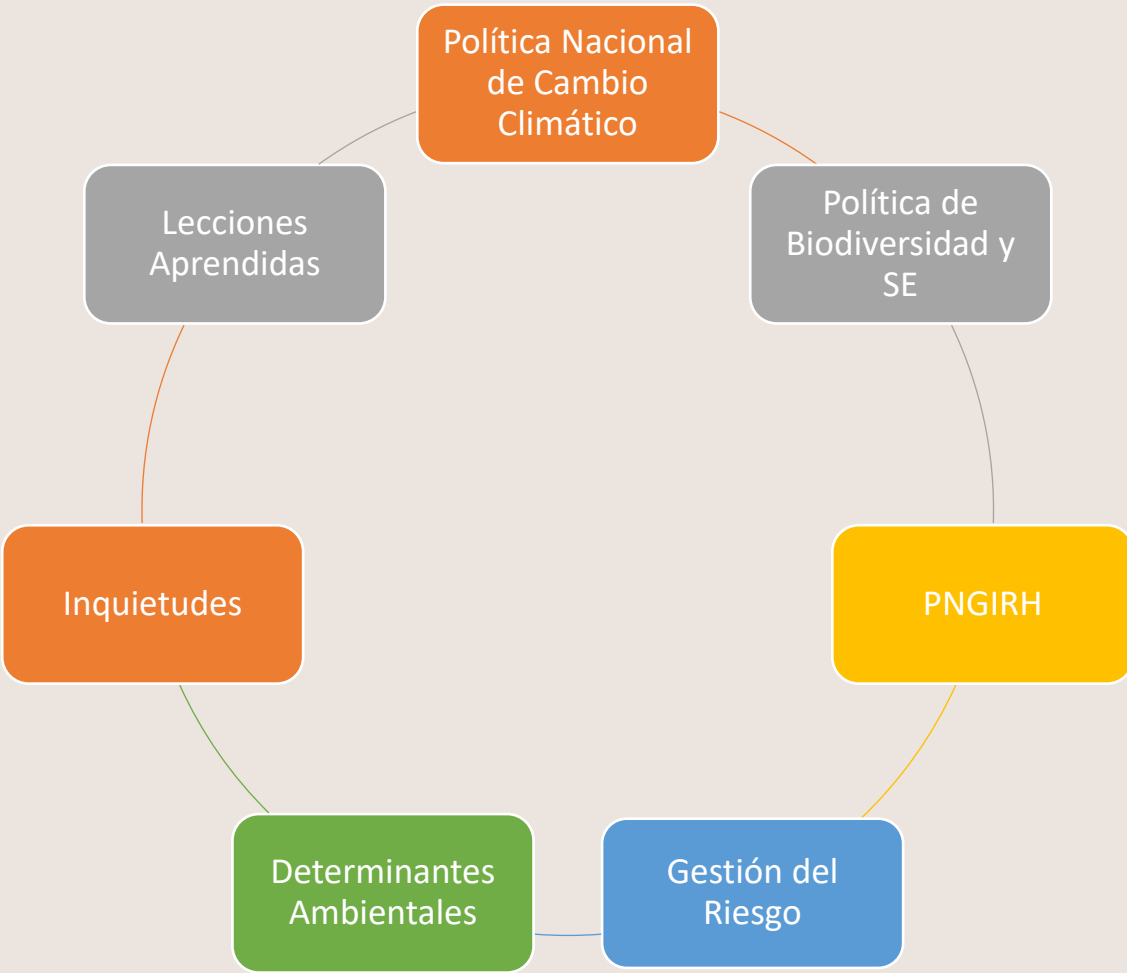 Política Nacional
de Cambio
Climático
Política de
Biodiversidad y
SE
PNGIRH
Gestión del
Riesgo
Determinantes
Ambientales
Inquietudes
Lecciones
Aprendidas